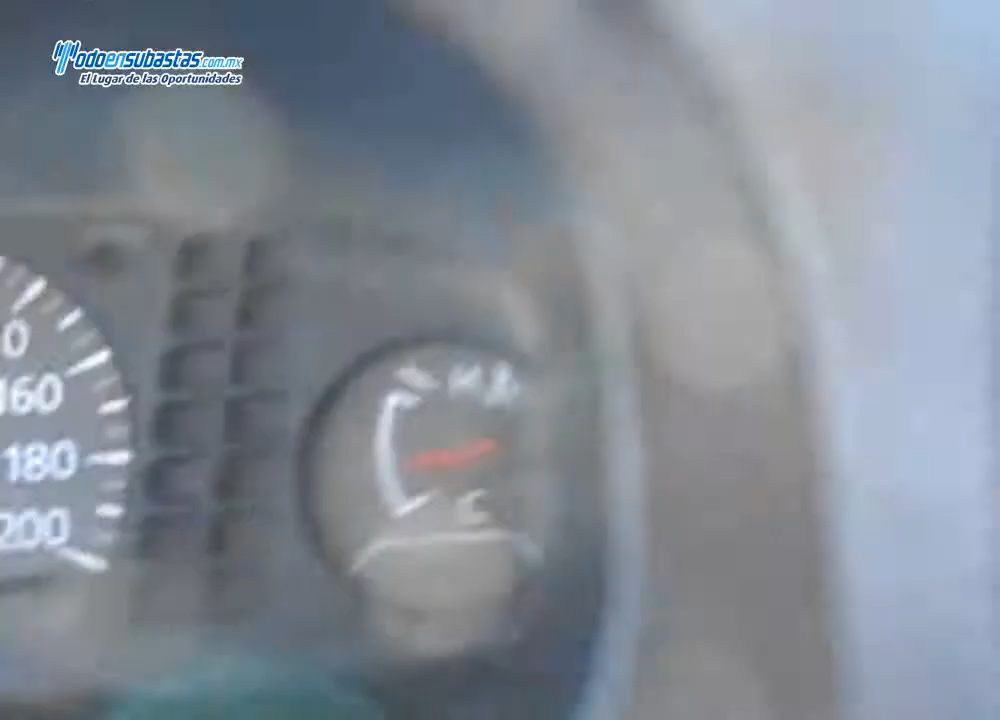 Todoensubastas.com.mx
El Lugar de las Oportunidades
0
160
180
200
H
C